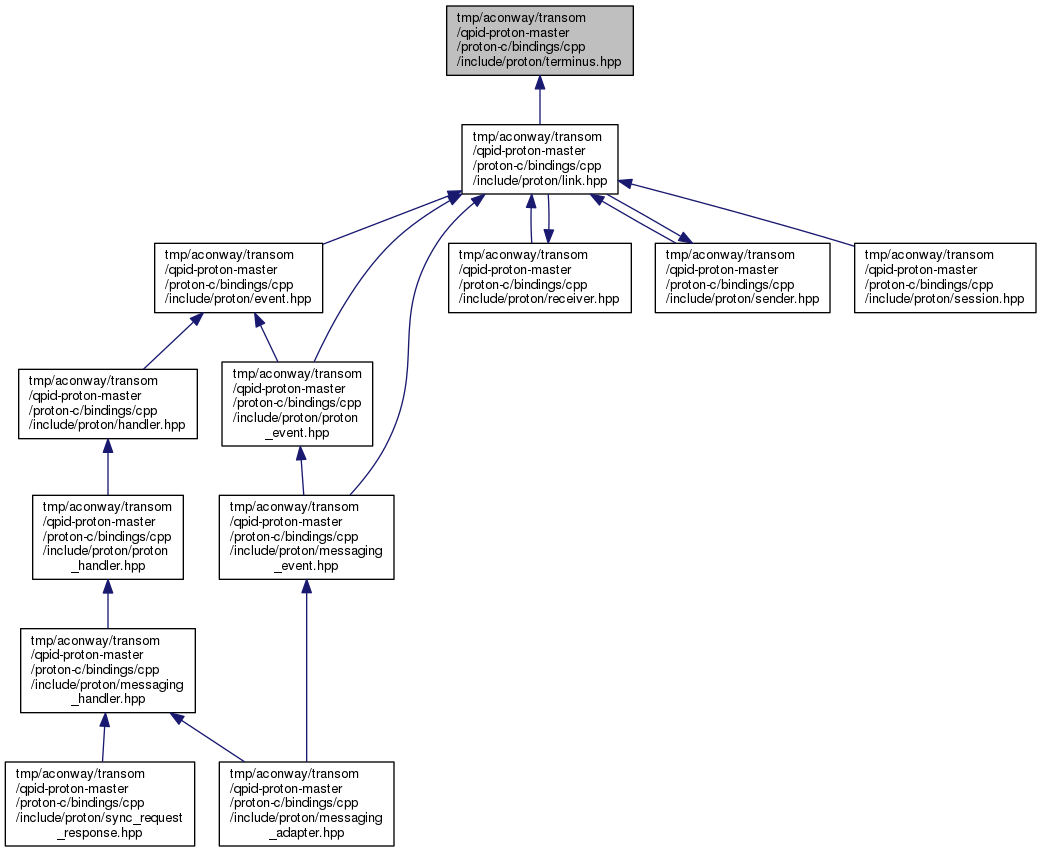 tmp/aconway/transom
/qpid-proton-master
/proton-c/bindings/cpp
/include/proton/terminus.hpp
tmp/aconway/transom
/qpid-proton-master
/proton-c/bindings/cpp
/include/proton/link.hpp
tmp/aconway/transom
/qpid-proton-master
/proton-c/bindings/cpp
/include/proton/event.hpp
tmp/aconway/transom
/qpid-proton-master
/proton-c/bindings/cpp
/include/proton/receiver.hpp
tmp/aconway/transom
/qpid-proton-master
/proton-c/bindings/cpp
/include/proton/sender.hpp
tmp/aconway/transom
/qpid-proton-master
/proton-c/bindings/cpp
/include/proton/session.hpp
tmp/aconway/transom
/qpid-proton-master
/proton-c/bindings/cpp
/include/proton/handler.hpp
tmp/aconway/transom
/qpid-proton-master
/proton-c/bindings/cpp
/include/proton/proton
_event.hpp
tmp/aconway/transom
/qpid-proton-master
/proton-c/bindings/cpp
/include/proton/proton
_handler.hpp
tmp/aconway/transom
/qpid-proton-master
/proton-c/bindings/cpp
/include/proton/messaging
_event.hpp
tmp/aconway/transom
/qpid-proton-master
/proton-c/bindings/cpp
/include/proton/messaging
_handler.hpp
tmp/aconway/transom
/qpid-proton-master
/proton-c/bindings/cpp
/include/proton/sync_request
_response.hpp
tmp/aconway/transom
/qpid-proton-master
/proton-c/bindings/cpp
/include/proton/messaging
_adapter.hpp